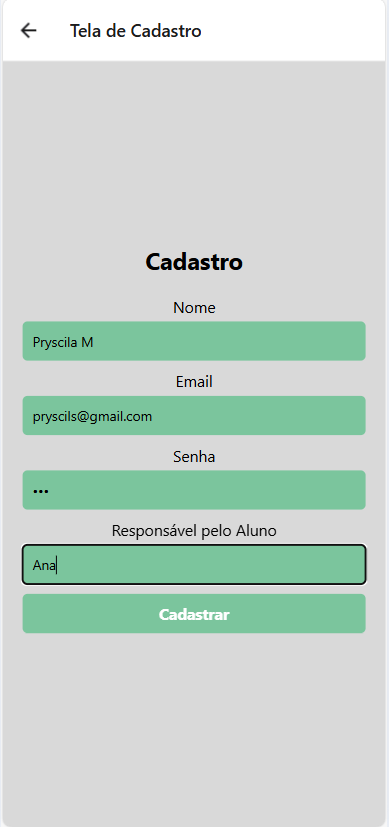 Tela de Cadastro
Cadastro
Nome
Pryscila M
Email
pryscils@gmail.com
Senha
•••
Responsável pelo Aluno
Ana
Cadastrar